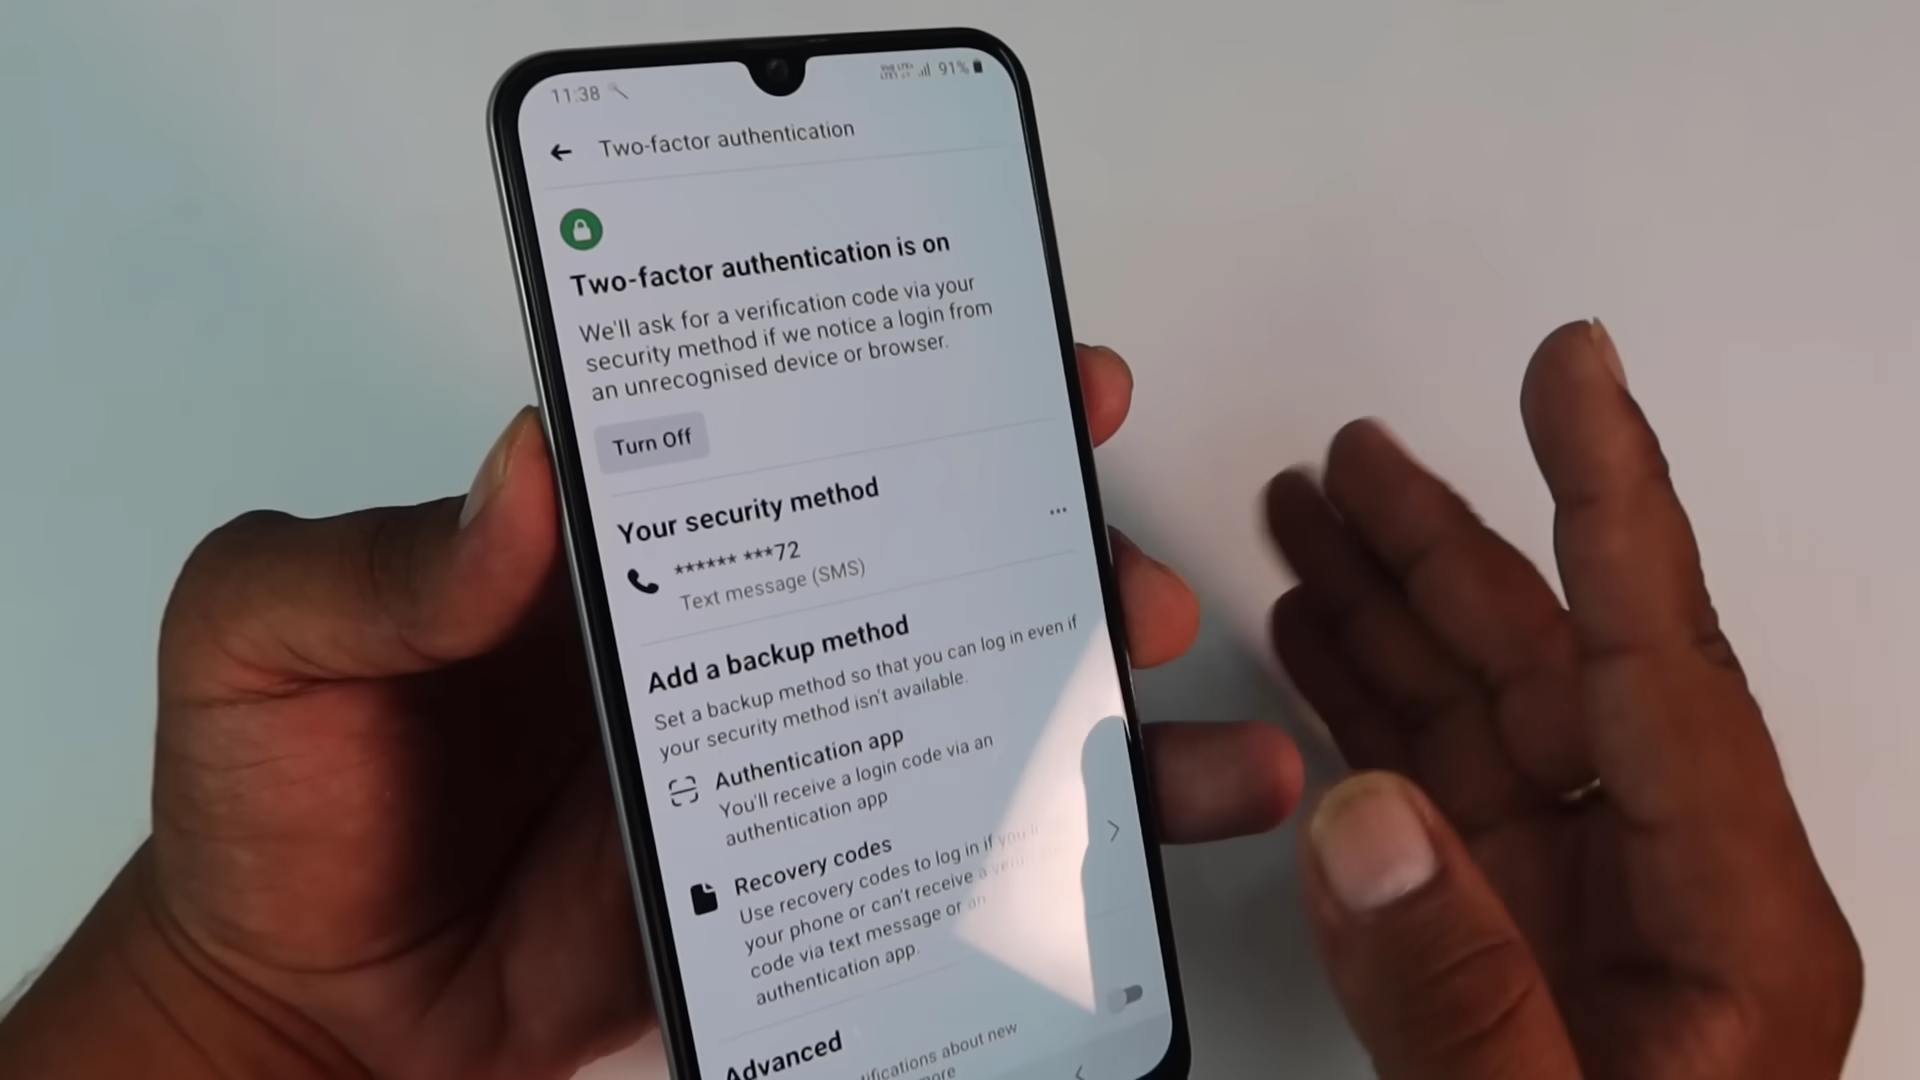 11:38
91%
Two-factor authentication
Two-factor authentication is on
We'll ask for a verification code via your
security method if we notice a login from
an unrecognised device or browser.
Turn Off
Your security method
****** ***72
Text message (SMS)
Add a backup method
Set a backup method so that you can log in even if
your security method isn't available.
Authentication app
You'll receive a login code via an
authentication app
Recovery codes
Use recovery codes to log in if you
your phone or can't receive a
code via text message or an
authentication app.
Advanced
about new